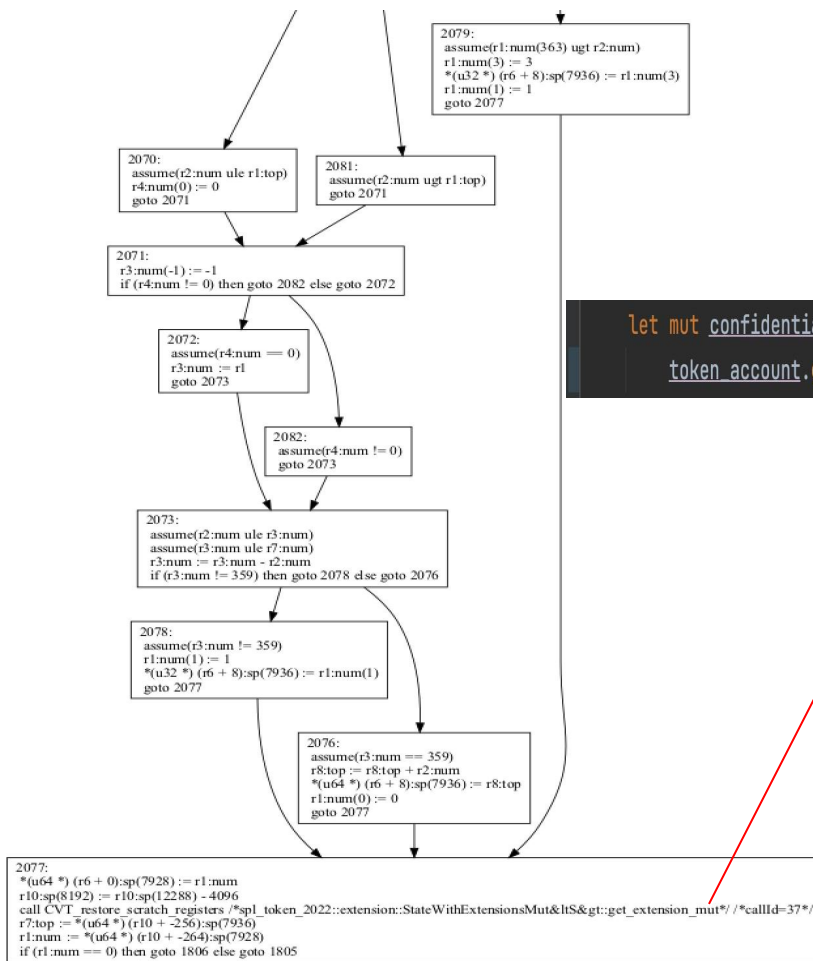 2079:
assume(r1:num(363) ugt r2:num)
r1:num(3) := 3
*(u32 *) (r6 + 8):sp(7936) := r1:num(3)
r1:num(1) := 1
goto 2077
2070:
assume(r2:num ule r1:top)
r4:num(0) := 0
goto 2071
2081:
assume(r2:num ugt r1:top)
goto 2071
2071:
r3:num(-1) := -1
if (r4:num != 0) then goto 2082 else goto 2072
2072:
assume(r4:num == 0)
r3:num := r1
goto 2073
let mut confidentia
token_account.
2082:
assume(r4:num != 0)
goto 2073
2073:
assume(r2:num ule r3:num)
assume(r3:num ule r7:num)
r3:num := r3:num - r2:num
if (r3:num != 359) then goto 2078 else goto 2076
2078:
assume(r3:num != 359)
r1:num(1) := 1
*(u32 *) (r6 + 8):sp(7936) := r1:num(1)
goto 2077
2076:
assume(r3:num == 359)
r8:top := r8:top + r2:num
*(u64 *) (r6 + 8):sp(7936) := r8:top
r1:num(0) := 0
goto 2077
2077:
*(u64 *) (r6 + 0):sp(7928) := r1:num
r10:sp(8192) := r10:sp(12288) - 4096
call CVT_restore_scratch_registers /*spl_token_2022::extension::StateWithExtensionsMut&ltS&gt::get_extension_mut*/ /*callId=37*/
r7:top := *(u64 *) (r10 + -256):sp(7936)
r1:num := *(u64 *) (r10 + -264):sp(7928)
if (r1:num == 0) then goto 1806 else goto 1805